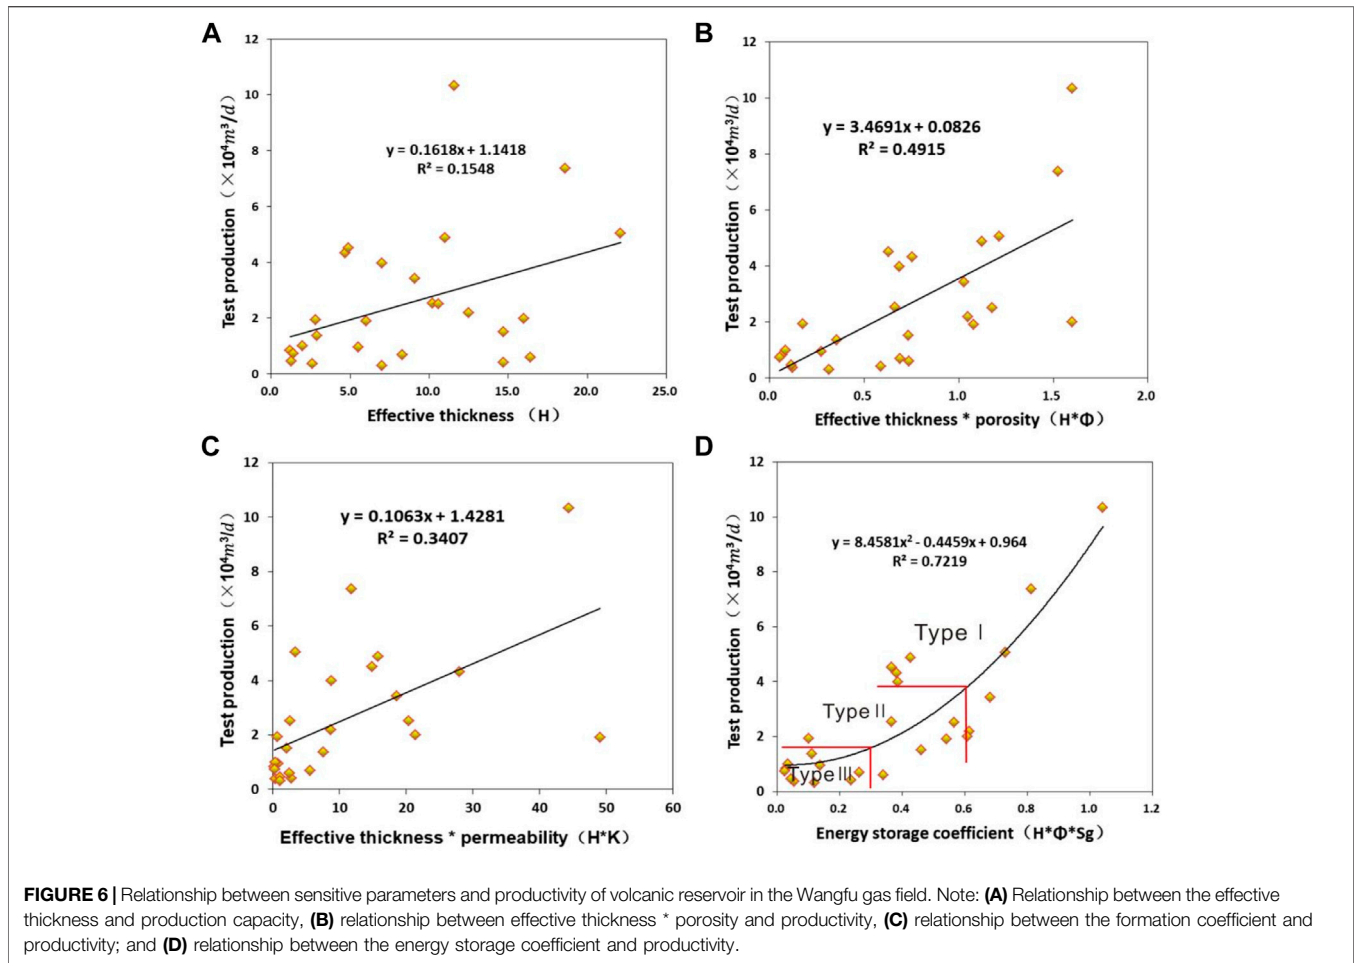 A
12
10
8
6
4
2
0
Test production（×10⁴m³/d）
y = 0.1618x + 1.1418
R² = 0.1548
0.0 5.0 10.0 15.0 20.0 25.0
Effective thickness （H）
B
12
10
8
6
4
2
0
Test production（×10⁴m³/d）
y = 3.4691x + 0.0826
R² = 0.4915
0.0 0.5 1.0 1.5 2.0
Effective thickness * porosity（H*Φ）
C
12
10
8
6
4
2
0
Test production（×10⁴m³/d）
y = 0.1063x + 1.4281
R² = 0.3407
0 10 20 30 40 50 60
Effective thickness * permeability（H*K）
D
12
10
8
6
4
2
0
Test production（×10⁴m³/d）
y = 8.4581x² - 0.4459x + 0.964
R² = 0.7219
Type Ⅰ
Type Ⅱ
Type Ⅲ
0.0 0.2 0.4 0.6 0.8 1.0 1.2
Energy storage coefficient（H*Φ*Sg）
FIGURE 6 | Relationship between sensitive parameters and productivity of volcanic reservoir in the Wangfu gas field. Note: (A) Relationship between the effective
thickness and production capacity, (B) relationship between effective thickness * porosity and productivity, (C) relationship between the formation coefficient and
productivity; and (D) relationship between the energy storage coefficient and productivity.